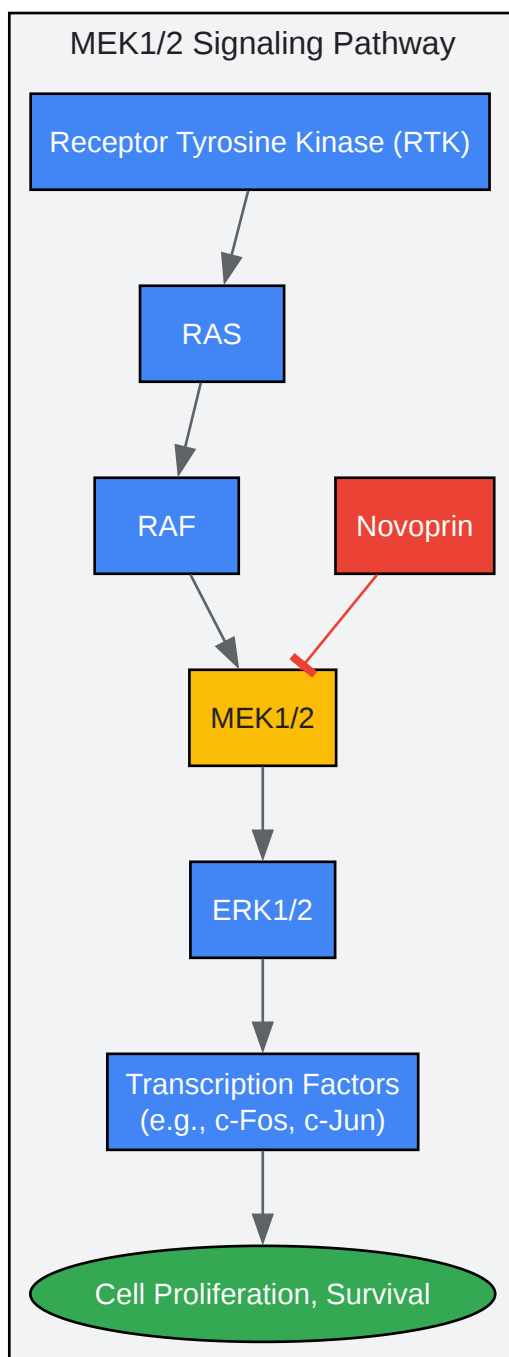 MEK1/2 Signaling Pathway
Receptor Tyrosine Kinase (RTK)
RAS
RAF
Novoprin
MEK1/2
ERK1/2
Transcription Factors
(e.g., c-Fos, c-Jun)
Cell Proliferation, Survival